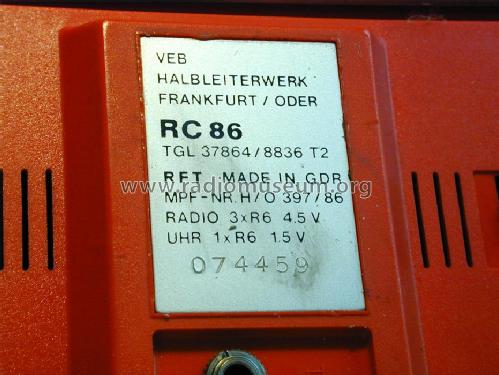 VEB
HALBLEITERWERK
FRANKFURT / ODER
RC 86
TGL 37864/8836 T2
RFT MADE IN GDR
www.radiomuseum.org
MPF-NR. H/O 397/86
RADIO 3xR6 4.5 V
UHR 1xR6 1.5 V
074459